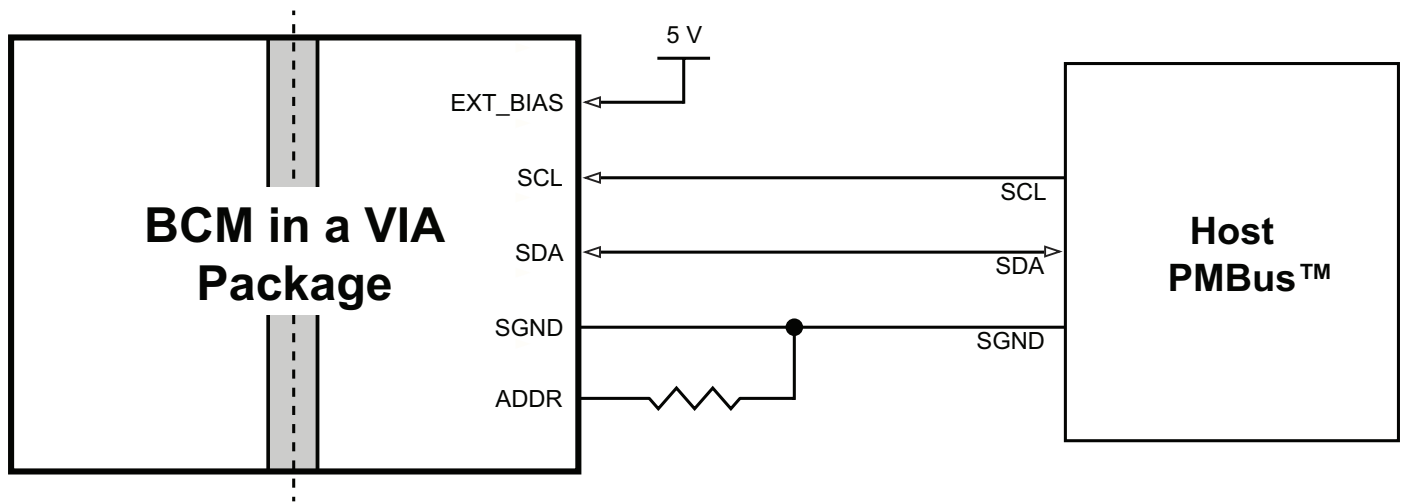 5 V
EXT_BIAS
SCL
SCL
BCM in a VIA
Package
SDA
SDA
Host
PMBus™
SGND
SGND
ADDR